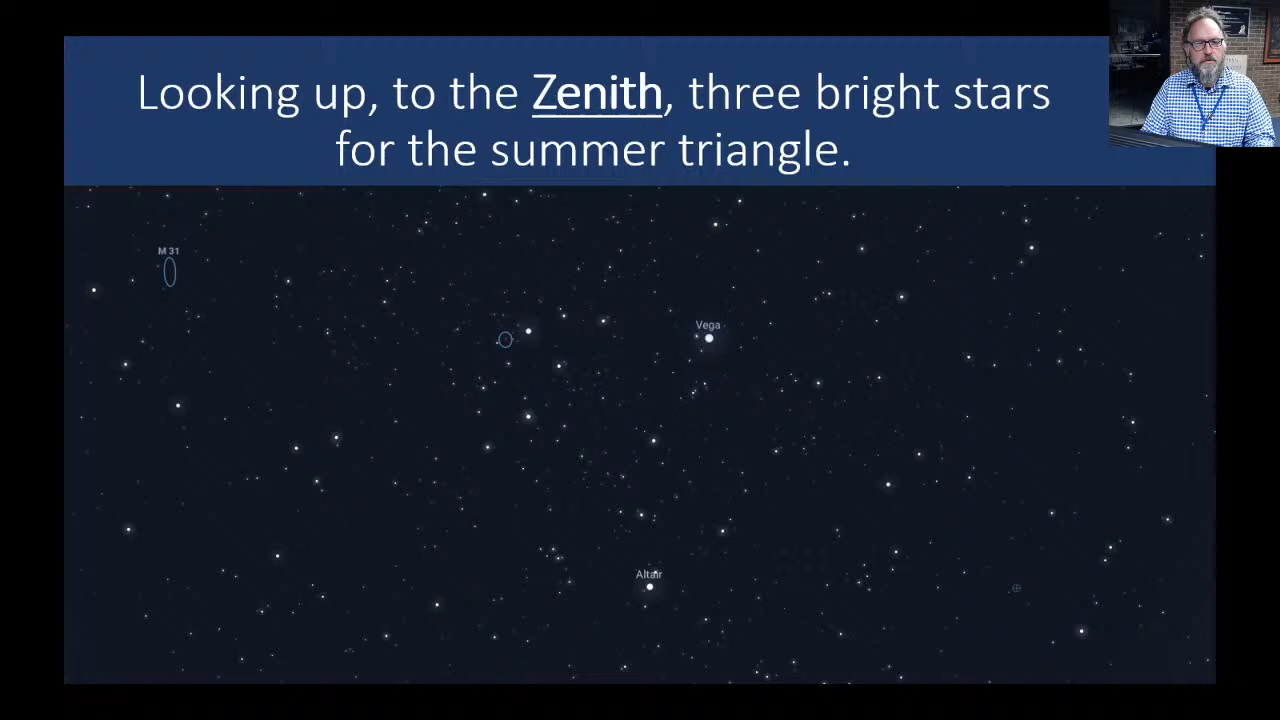 Looking up, to the Zenith, three bright stars
for the summer triangle.
M 31
Vega
Altair